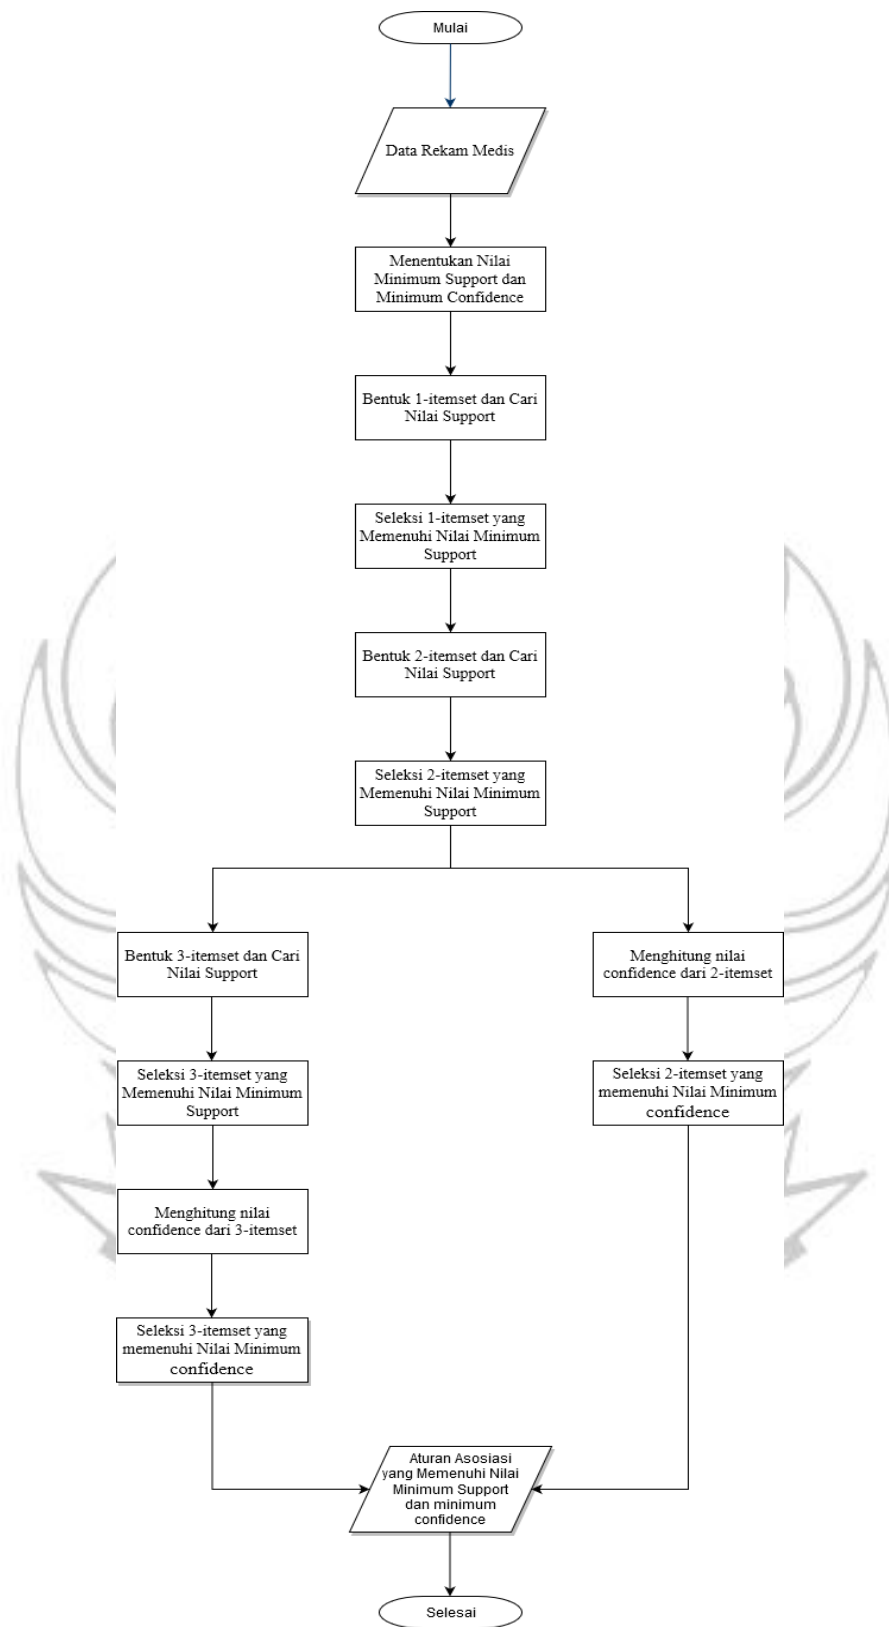 Mulai
Data Rekam Medis
Menentukan Nilai
Minimum Support dan
Minimum Confidence
Bentuk 1-itemset dan Cari
Nilai Support
Seleksi 1-itemset yang
Memenuhi Nilai Minimum
Support
Bentuk 2-itemset dan Cari
Nilai Support
Seleksi 2-itemset yang
Memenuhi Nilai Minimum
Support
Bentuk 3-itemset dan Cari
Nilai Support
Seleksi 3-itemset yang
Memenuhi Nilai Minimum
Support
Menghitung nilai
confidence dari 3-itemset
Seleksi 3-itemset yang
memenuhi Nilai Minimum
confidence
Menghitung nilai
confidence dari 2-itemset
Seleksi 2-itemset yang
memenuhi Nilai Minimum
confidence
Aturan Asosiasi
yang Memenuhi Nilai
Minimum Support
dan minimum
confidence
Selesai